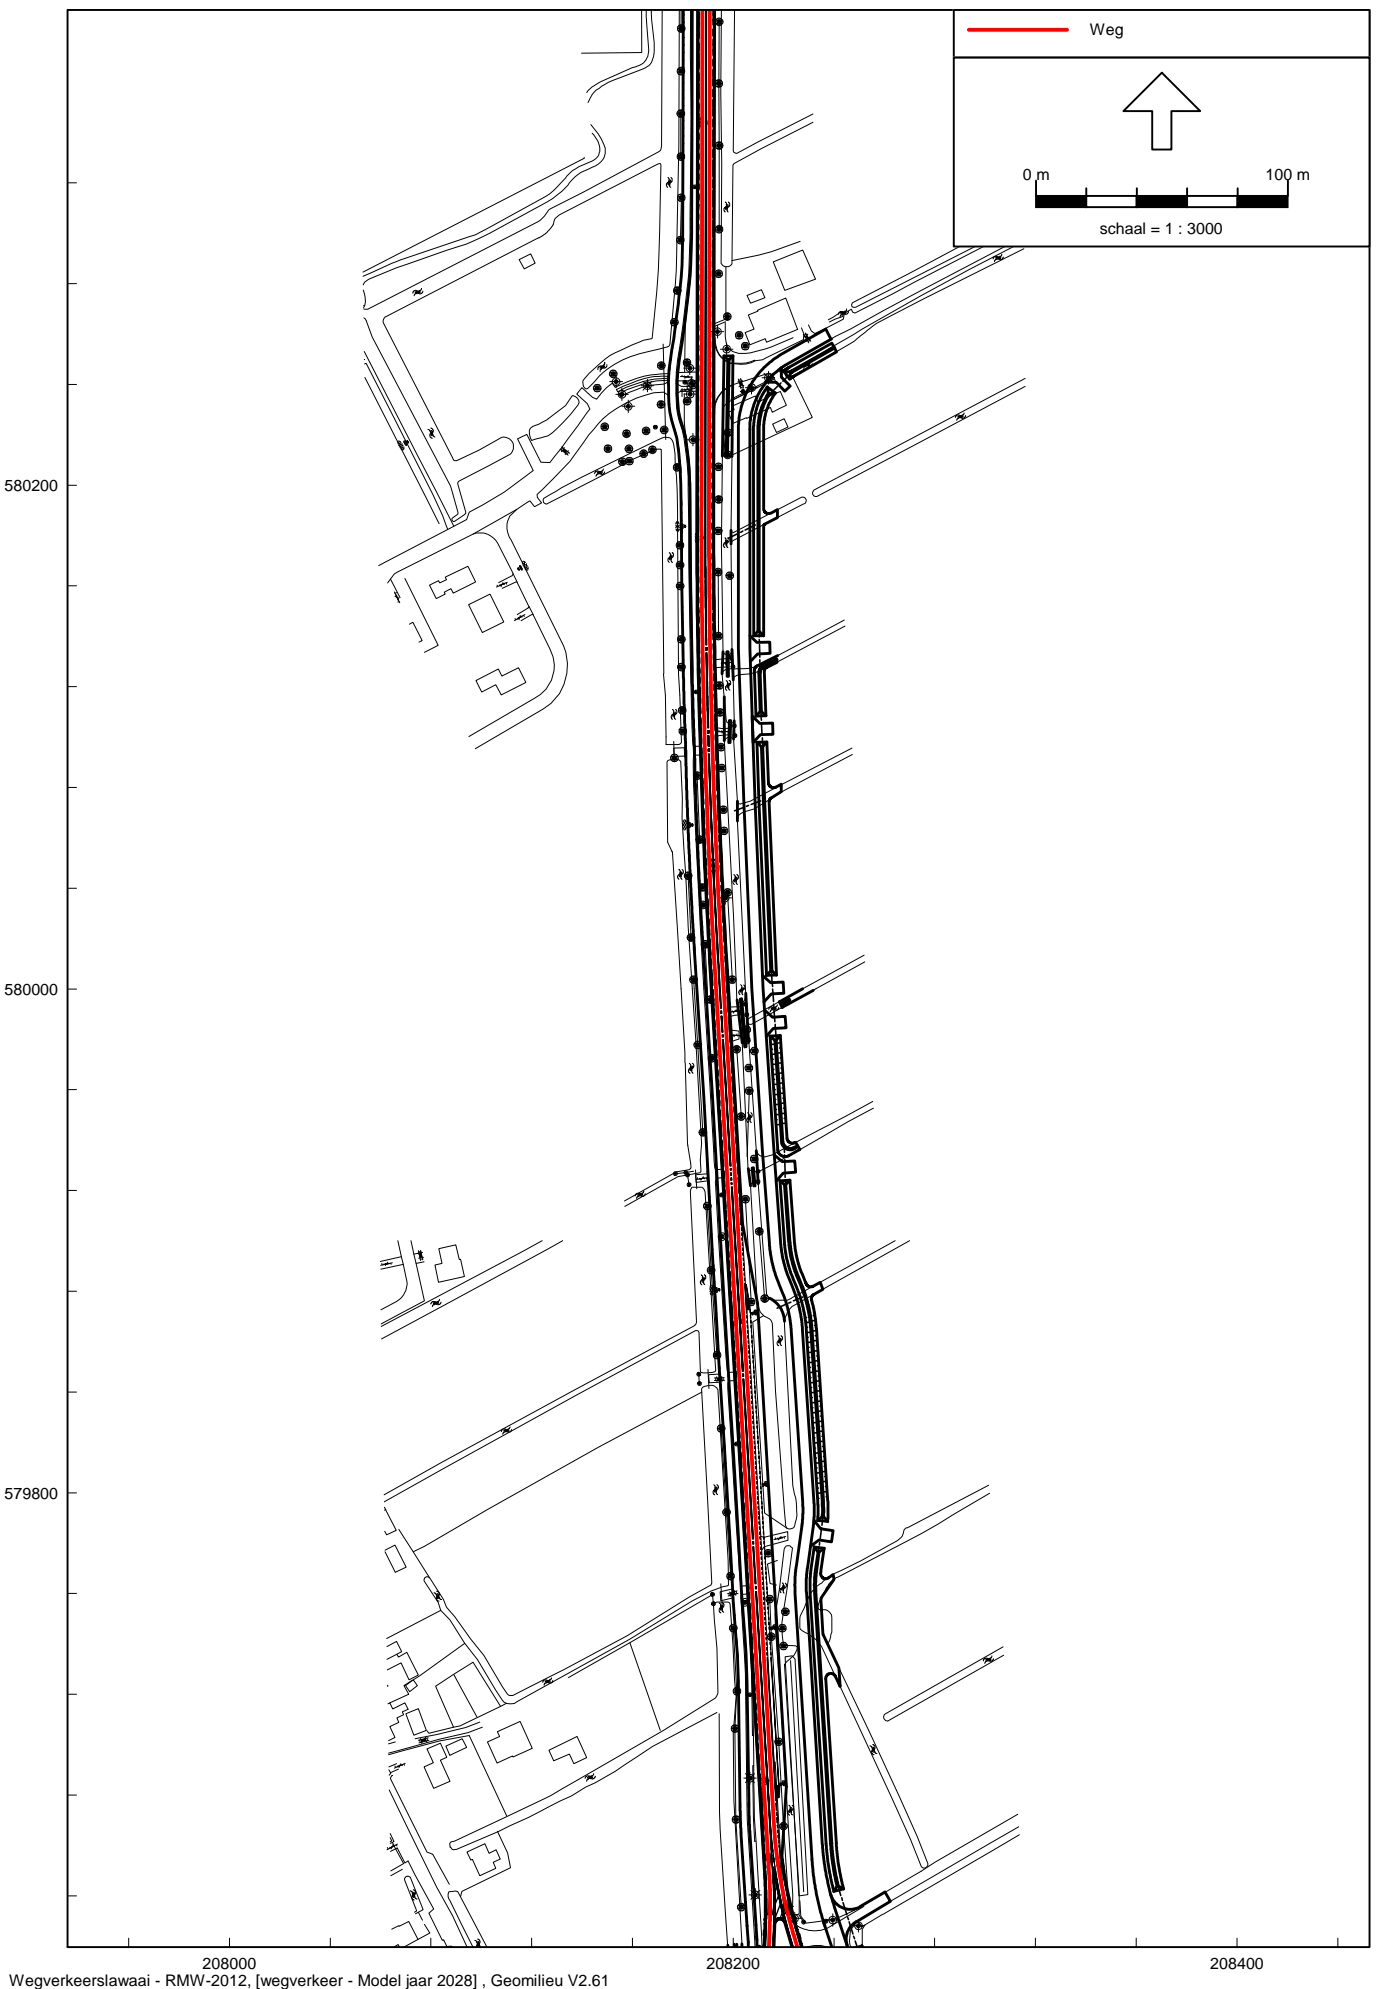 Weg
0 m 100 m
schaal = 1 : 3000
580200
580000
579800
208000 208200 208400
Wegverkeerslawaai - RMW-2012, [wegverkeer - Model jaar 2028] , Geomilieu V2.61